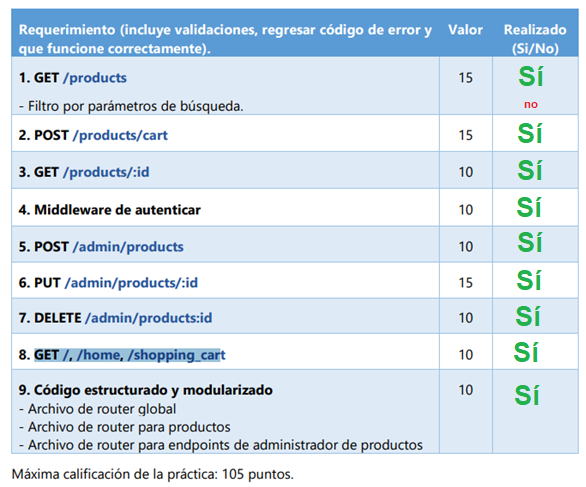 Requerimiento (incluye validaciones, regresar código de error y Valor Realizado
que funcione correctamente). (Si/No)
1. GET /products 15 Sí
- Filtro por parámetros de búsqueda. no
2. POST /products/cart 15 Sí
3. GET /products/:id 10 Sí
4. Middleware de autenticar 10 Sí
5. POST /admin/products 10 Sí
6. PUT /admin/products/:id 15 Sí
7. DELETE /admin/products:id 10 Sí
8. GET /, /home, /shopping_cart 10 Sí
9. Código estructurado y modularizado 10 Sí
- Archivo de router global
- Archivo de router para productos
- Archivo de router para endpoints de administrador de productos
Máxima calificación de la práctica: 105 puntos.